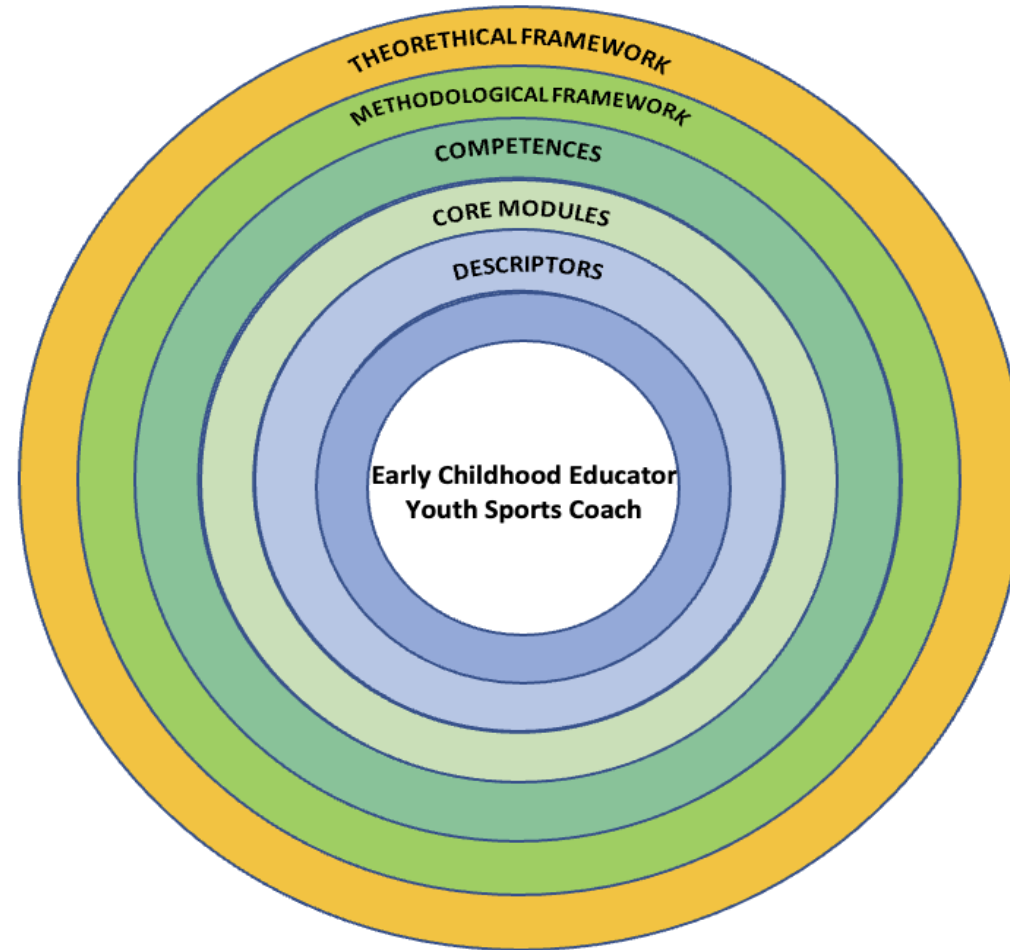 THEORETHICAL FRAMEWORK
METHODOLOGICAL FRAMEWORK
COMPETENCES
CORE MODULES
DESCRIPTORS
Early Childhood Educator
Youth Sports Coach